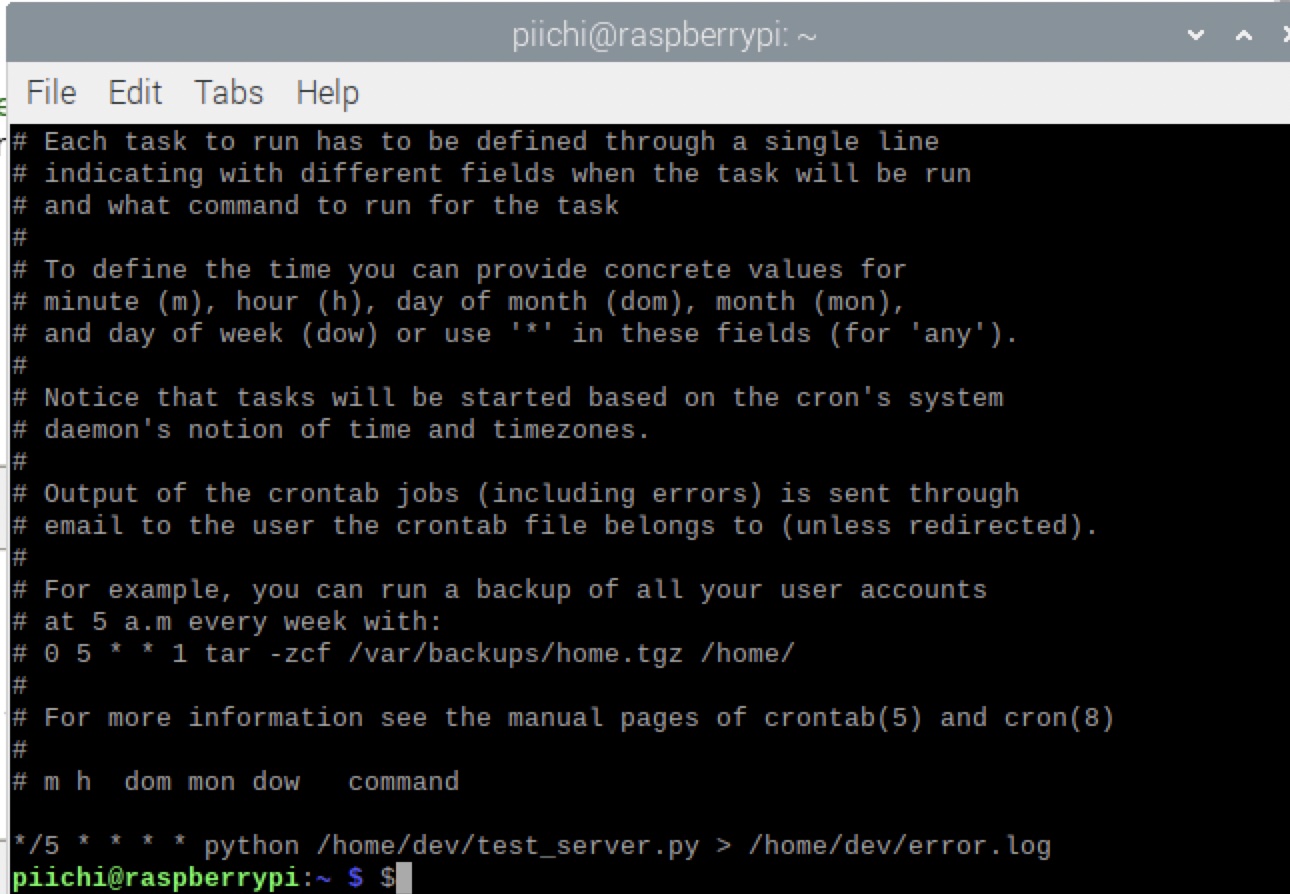 piichi@raspberrypi: ~
File Edit Tabs Help
# Each task to run has to be defined through a single line
# indicating with different fields when the task will be run
# and what command to run for the task
#
# To define the time you can provide concrete values for
# minute (m), hour (h), day of month (dom), month (mon),
# and day of week (dow) or use '*' in these fields (for 'any').
#
# Notice that tasks will be started based on the cron's system
# daemon's notion of time and timezones.
#
# Output of the crontab jobs (including errors) is sent through
# email to the user the crontab file belongs to (unless redirected).
#
# For example, you can run a backup of all your user accounts
# at 5 a.m every week with:
# 0 5 * * 1 tar -zcf /var/backups/home.tgz /home/
#
# For more information see the manual pages of crontab(5) and cron(8)
#
# m h  dom mon dow   command

*/5 * * * * python /home/dev/test_server.py > /home/dev/error.log
piichi@raspberrypi:~ $ $